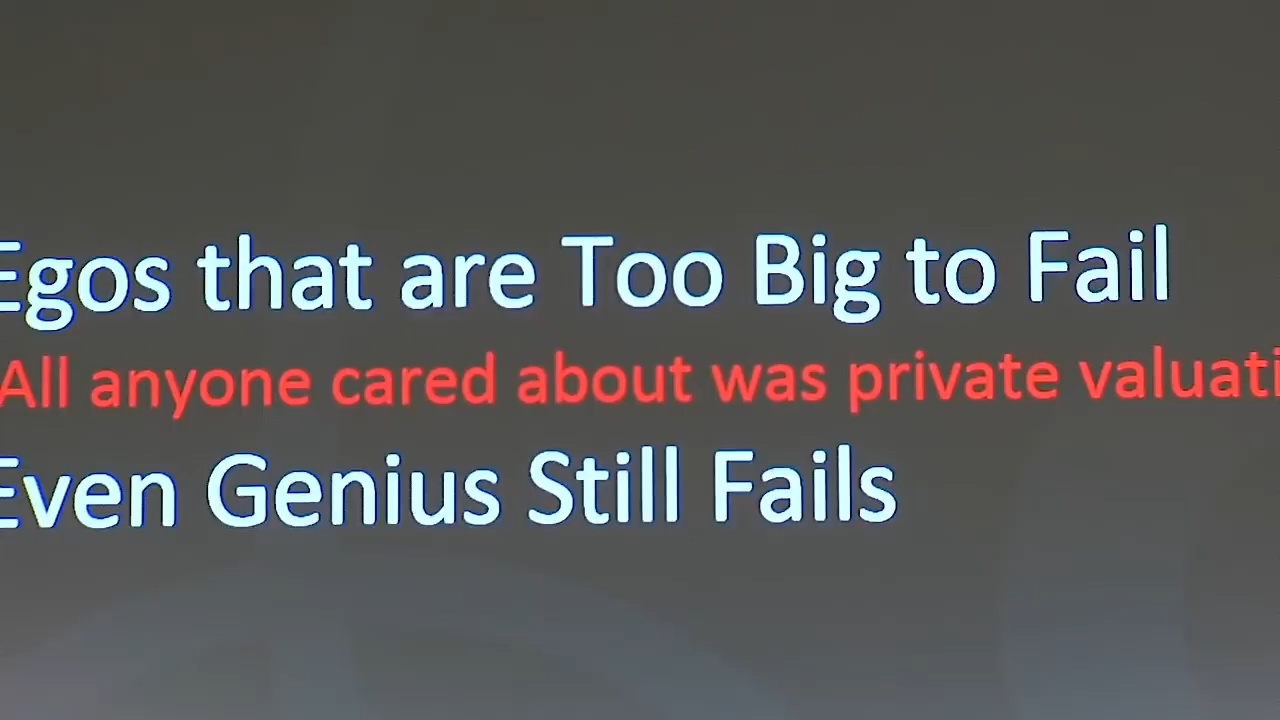 Egos that are Too Big to Fail
All anyone cared about was private valuati
Even Genius Still Fails